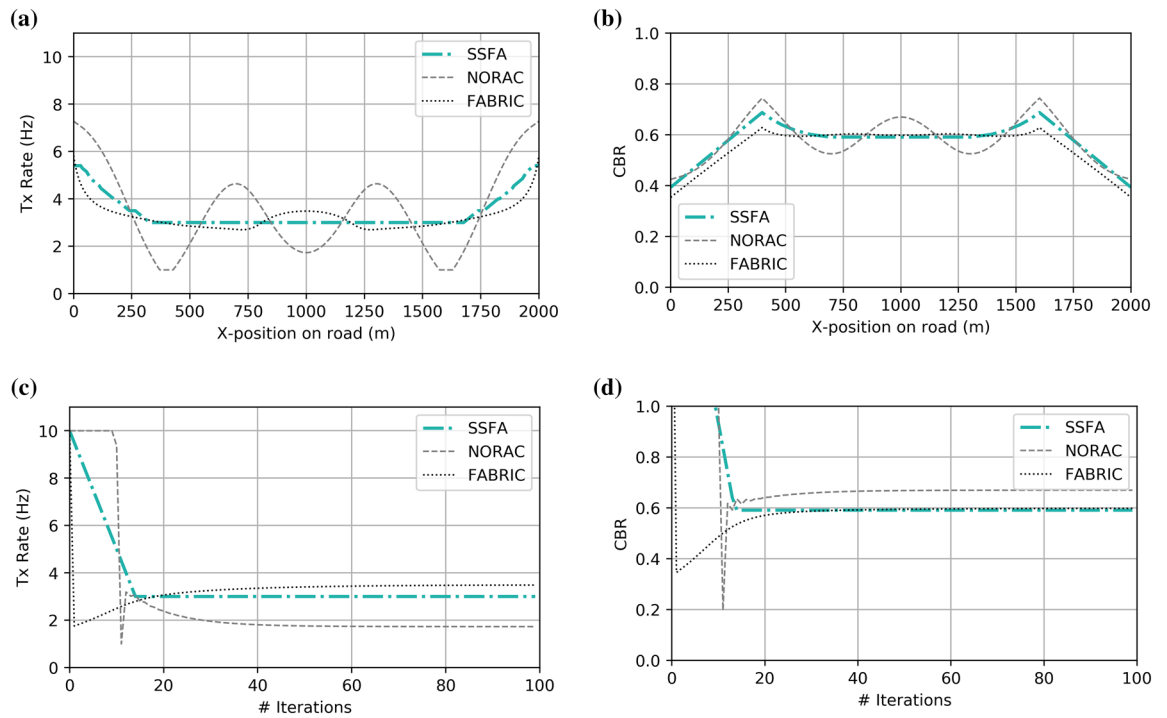 (a)
Tx Rate (Hz)
10
8
6
4
2
0
SSFA
NORAC
FABRIC
0 250 500 750 1000 1250 1500 1750 2000
X-position on road (m)
(b)
CBR
1.0
0.8
0.6
0.4
0.2
0.0
SSFA
NORAC
FABRIC
0 250 500 750 1000 1250 1500 1750 2000
X-position on road (m)
(c)
Tx Rate (Hz)
10
8
6
4
2
0
SSFA
NORAC
FABRIC
0 20 40 60 80 100
# Iterations
(d)
CBR
1.0
0.8
0.6
0.4
0.2
0.0
SSFA
NORAC
FABRIC
0 20 40 60 80 100
# Iterations